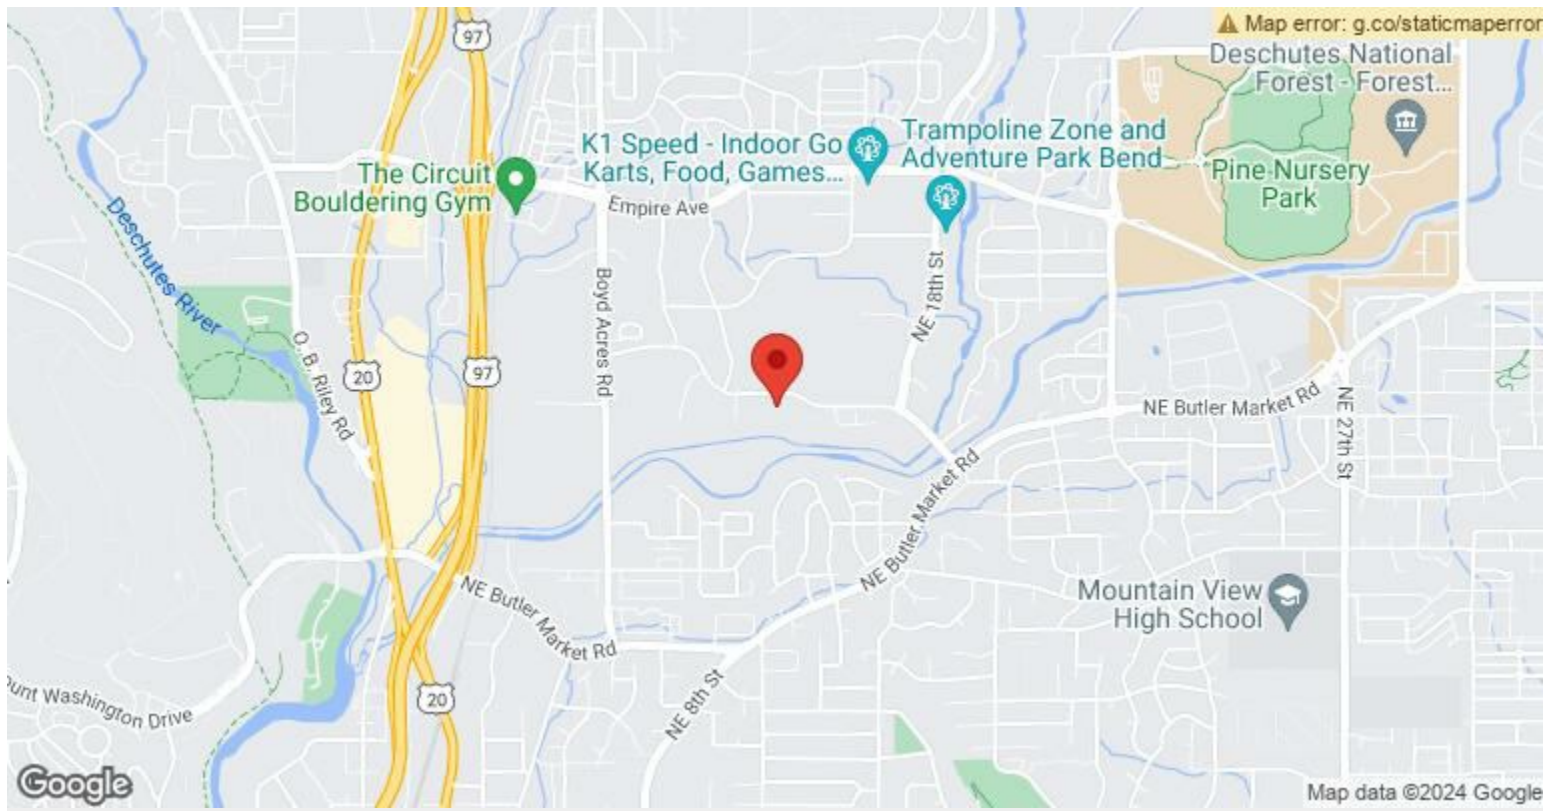 97
Map error: g.co/staticmaperror
Deschutes National
Forest - Forest...
K1 Speed - Indoor Go
Karts, Food, Games...
Trampoline Zone and
Adventure Park Bend
The Circuit
Bouldering Gym
Pine Nursery
Park
Empire Ave
Deschutes River
Boyd Acres Rd
NE 18th St
O. B. Riley Rd
20
97
NE Butler Market Rd
NE 27th St
NE Butler Market Rd
NE Butler Market Rd
Mountain View
High School
20
NE 8th St
ount Washington Drive
Google
Map data ©2024 Google